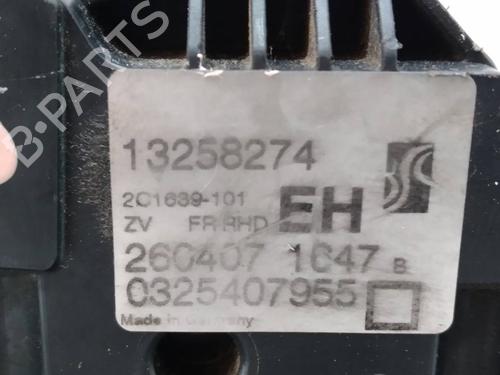 B-PARTS
13258274
2C1639-101 EH
ZV FR RHD
260407 1647 B
0325407955
Made in Germany